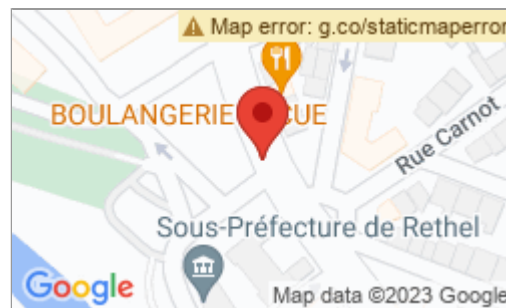 Map error: g.co/staticmaperror
BOULANGERIE CUE
Rue Carnot
Sous-Préfecture de Rethel
Google
Map data ©2023 Google